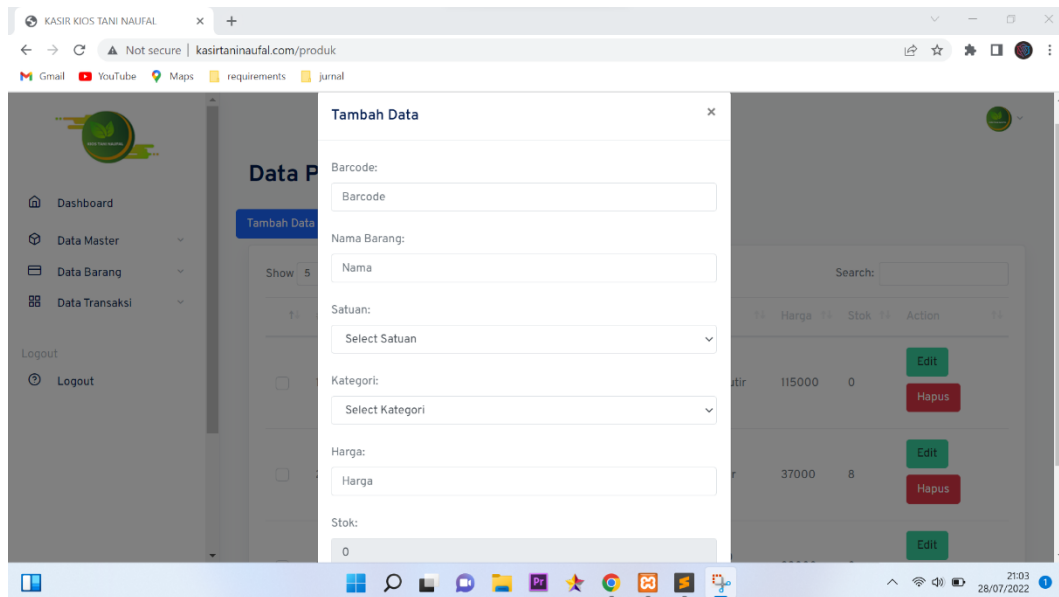 KASIR KIOS TANI NAUFAL
Not secure | kasirtaninaufal.com/produk
Gmail YouTube Maps requirements jurnal
Tambah Data
Data P
Barcode:
Barcode
Dashboard
Tambah Data
Data Master
Nama Barang:
Nama
Data Barang
Show 5
Search:
Data Transaksi
Satuan:
Harga Stok Action
Select Satuan
Logout
Logout
Kategori:
Select Kategori
115000 0
Edit
Hapus
Harga:
Harga
37000 8
Edit
Hapus
Stok:
0
Edit
Pr
21:03
28/07/2022 1